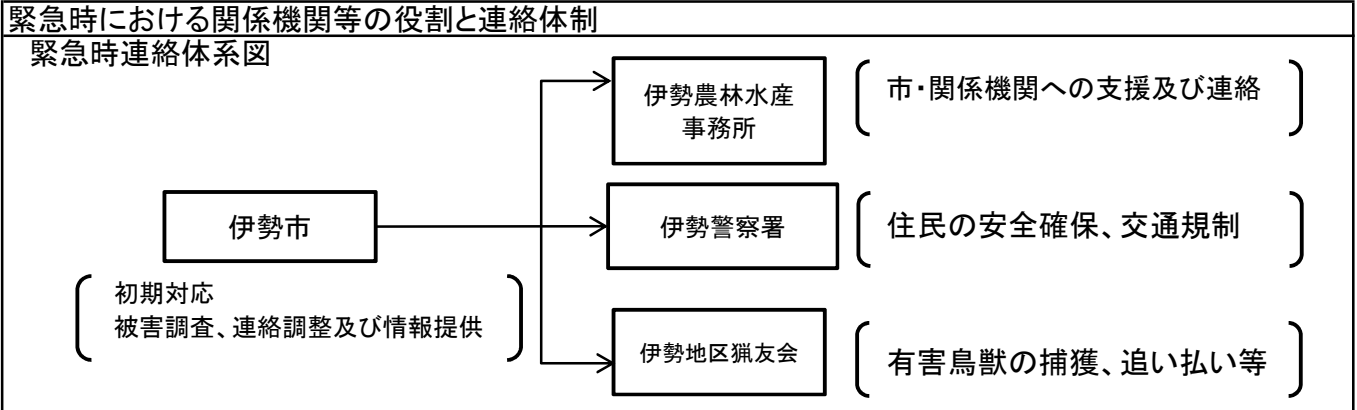 緊急時における関係機関等の役割と連絡体制
緊急時連絡体系図
伊勢農林水産
事務所
市・関係機関への支援及び連絡
伊勢市
初期対応
被害調査、連絡調整及び情報提供
伊勢警察署
住民の安全確保、交通規制
伊勢地区猟友会
有害鳥獣の捕獲、追い払い等